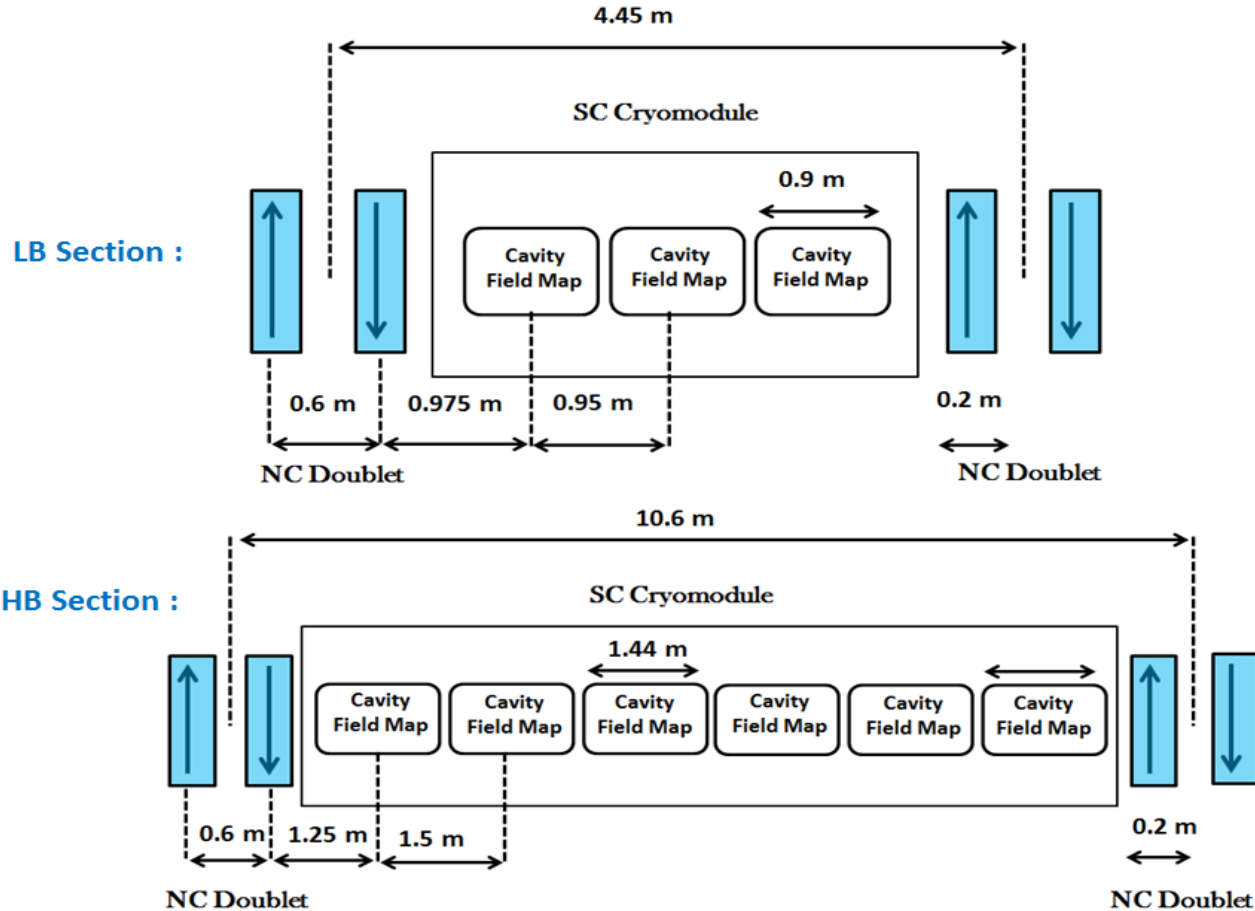 4.45 m
SC Cryomodule
0.9 m
LB Section :
Cavity
Field Map
Cavity
Field Map
Cavity
Field Map
0.6 m
0.975 m
0.95 m
0.2 m
NC Doublet
NC Doublet
10.6 m
HB Section :
SC Cryomodule
1.44 m
Cavity
Field Map
Cavity
Field Map
Cavity
Field Map
Cavity
Field Map
Cavity
Field Map
Cavity
Field Map
0.6 m
1.25 m
1.5 m
0.2 m
NC Doublet
NC Doublet